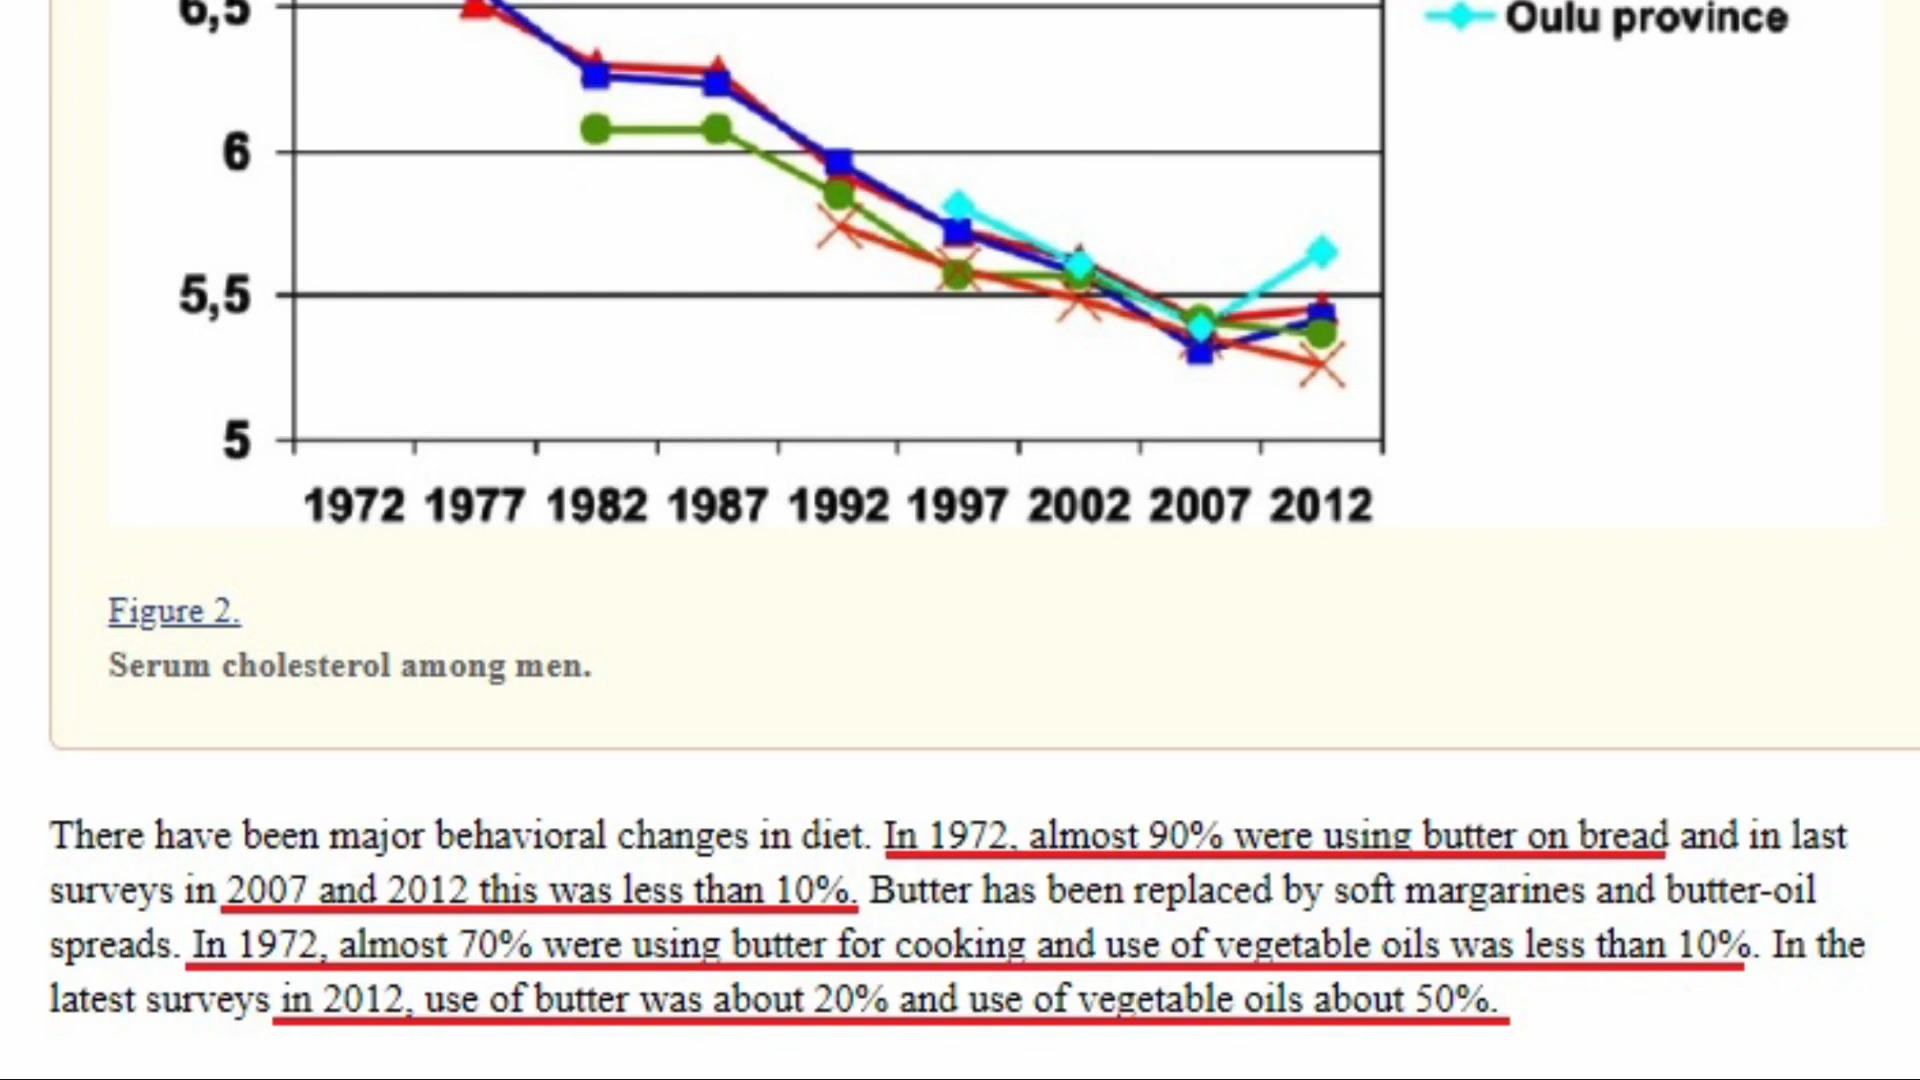 6,5
Oulu province
6
5,5
5
1972 1977 1982 1987 1992 1997 2002 2007 2012
Figure 2.
Serum cholesterol among men.
There have been major behavioral changes in diet. In 1972, almost 90% were using butter on bread and in last
surveys in 2007 and 2012 this was less than 10%. Butter has been replaced by soft margarines and butter-oil
spreads. In 1972, almost 70% were using butter for cooking and use of vegetable oils was less than 10%. In the
latest surveys in 2012, use of butter was about 20% and use of vegetable oils about 50%.